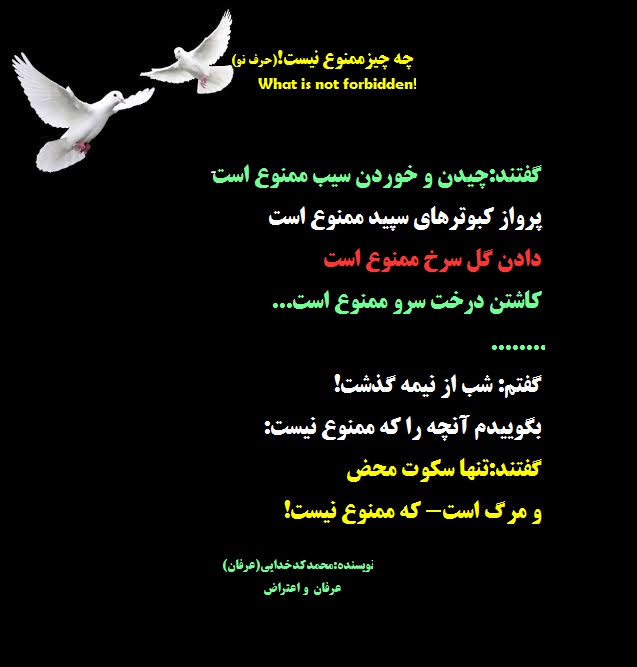 چه چیزممنوع نیست!(حرف نو)
What is not forbidden!
گفتند:چیدن و خوردن سیب ممنوع است
پرواز کبوترهای سپید ممنوع است
دادن گل سرخ ممنوع است
کاشتن درخت سرو ممنوع است...
........
گفتم: شب از نیمه گذشت!
بگوییدم آنچه را که ممنوع نیست:
گفتند:تنها سکوت محض
و مرگ است– که ممنوع نیست!
نویسنده:محمدکدخدایی(عرفان)
عرفان و اعتراض